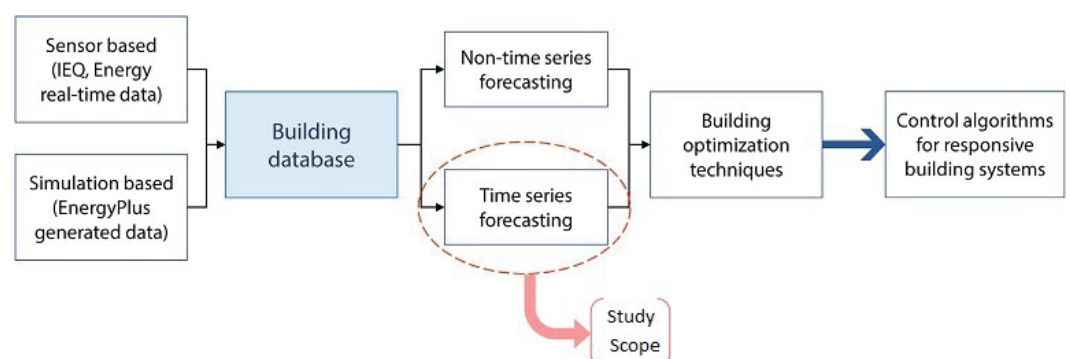 Sensor based
(IEQ, Energy
real-time data)
Simulation based
(EnergyPlus
generated data)
Building
database
Non-time series
forecasting
Time series
forecasting
Building
optimization
techniques
Control algorithms
for responsive
building systems
Study
Scope